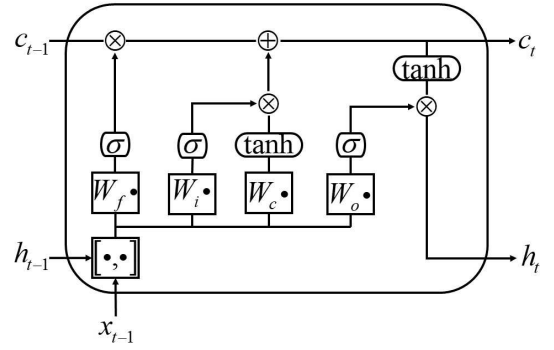 c_{t-1} ⊗ ⊕ c_t
tanh
⊗ ⊗
σ σ tanh σ
W_f • W_i • W_c • W_o •
h_{t-1} [•,•] h_t
x_{t-1}